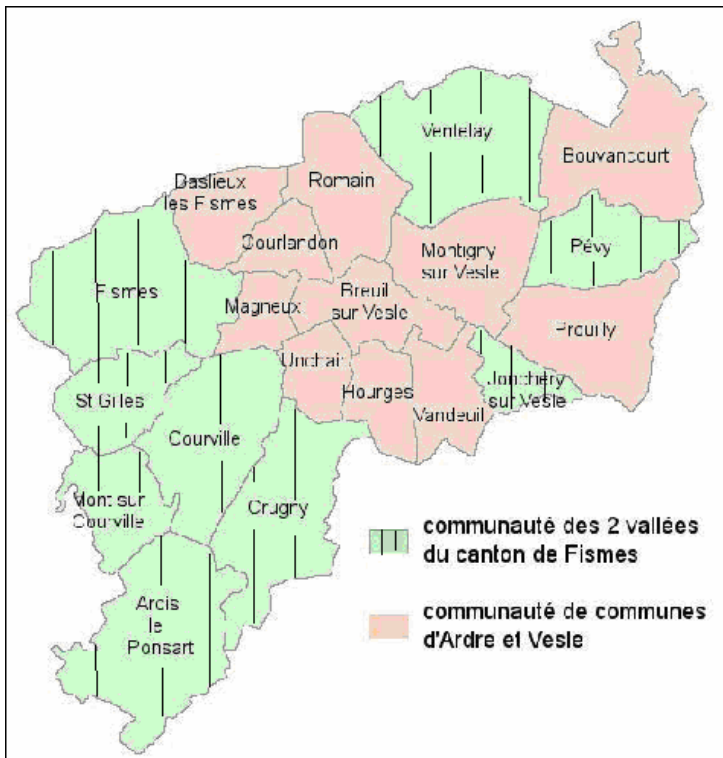 Ventelay
Bouvancourt
Baslieux
les Fismes
Romain
Courlandon
Montigny
sur Vesle
Pévy
Fismes
Magneux
Breuil
sur Vesle
Prouilly
Unchair
St Gilles
Hourges
Jonchery
sur Vesle
Courville
Vandeuil
Mont sur
Courville
Crugny
Arcis
le
Ponsart
communauté des 2 vallées
du canton de Fismes
communauté de communes
d'Ardre et Vesle